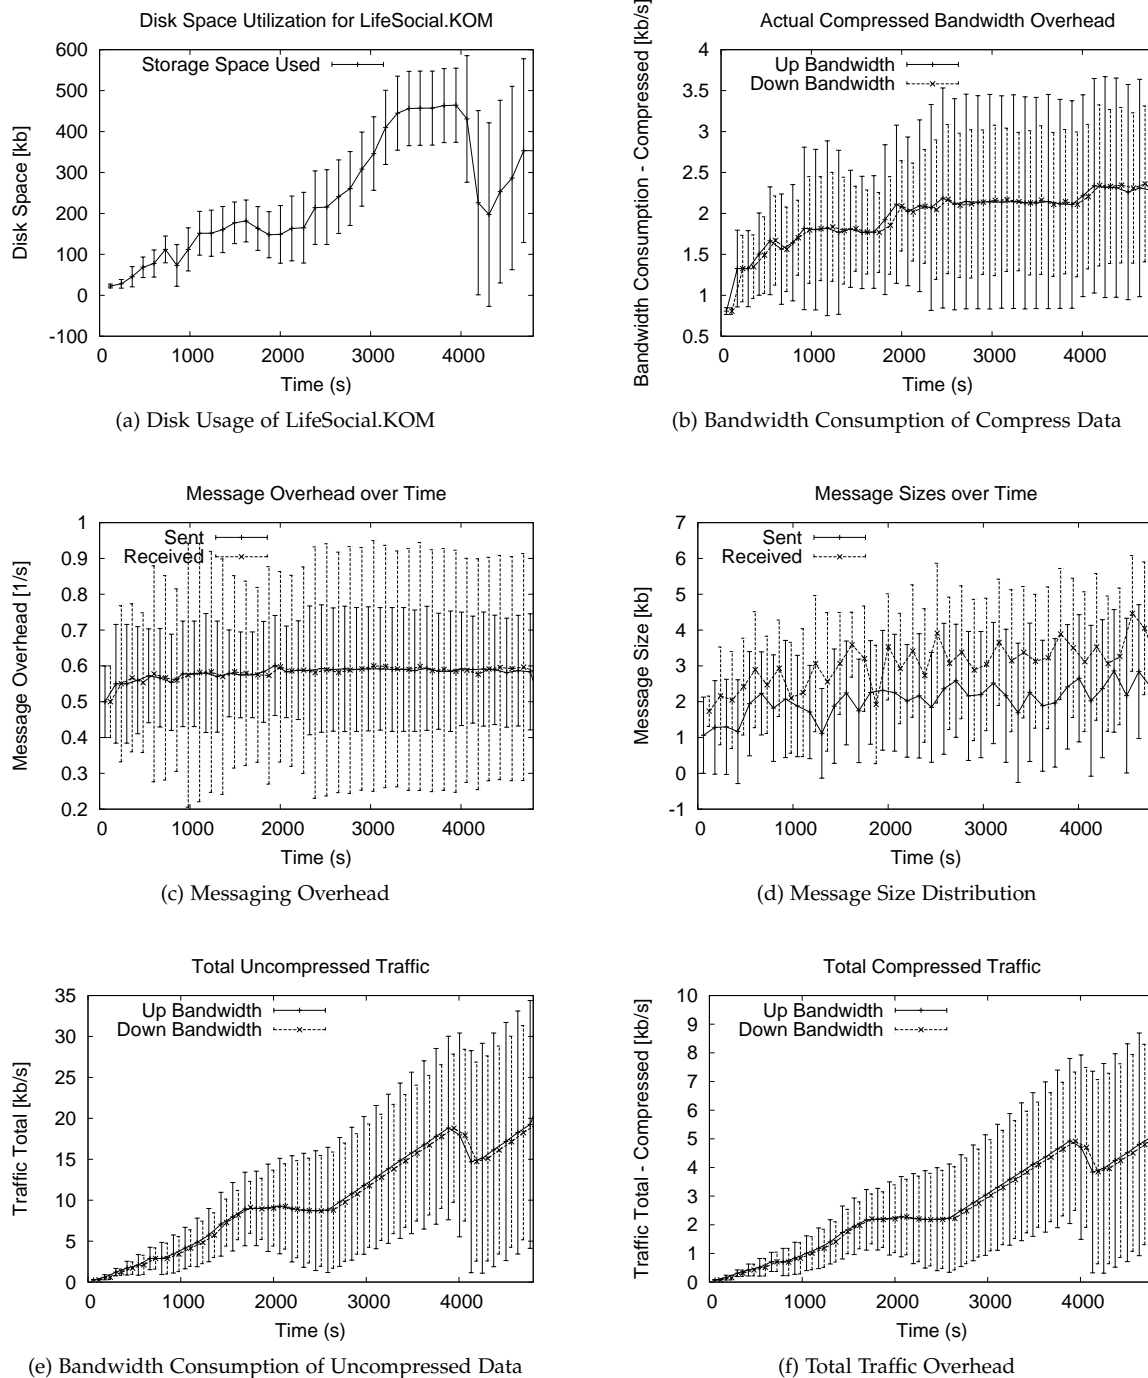 Disk Space Utilization for LifeSocial.KOM
Storage Space Used
Disk Space [kb]
600
500
400
300
200
100
0
-100
0 1000 2000 3000 4000
Time (s)
(a) Disk Usage of LifeSocial.KOM
Actual Compressed Bandwidth Overhead
Up Bandwidth
Down Bandwidth
Bandwidth Consumption - Compressed [kb/s]
4
3.5
3
2.5
2
1.5
1
0.5
0 1000 2000 3000 4000
Time (s)
(b) Bandwidth Consumption of Compress Data
Message Overhead over Time
Sent
Received
Message Overhead [1/s]
1
0.9
0.8
0.7
0.6
0.5
0.4
0.3
0.2
0 1000 2000 3000 4000
Time (s)
(c) Messaging Overhead
Message Sizes over Time
Sent
Received
Message Size [kb]
7
6
5
4
3
2
1
0
-1
0 1000 2000 3000 4000
Time (s)
(d) Message Size Distribution
Total Uncompressed Traffic
Up Bandwidth
Down Bandwidth
Traffic Total [kb/s]
35
30
25
20
15
10
5
0
0 1000 2000 3000 4000
Time (s)
(e) Bandwidth Consumption of Uncompressed Data
Total Compressed Traffic
Up Bandwidth
Down Bandwidth
Traffic Total - Compressed [kb/s]
10
9
8
7
6
5
4
3
2
1
0
0 1000 2000 3000 4000
Time (s)
(f) Total Traffic Overhead